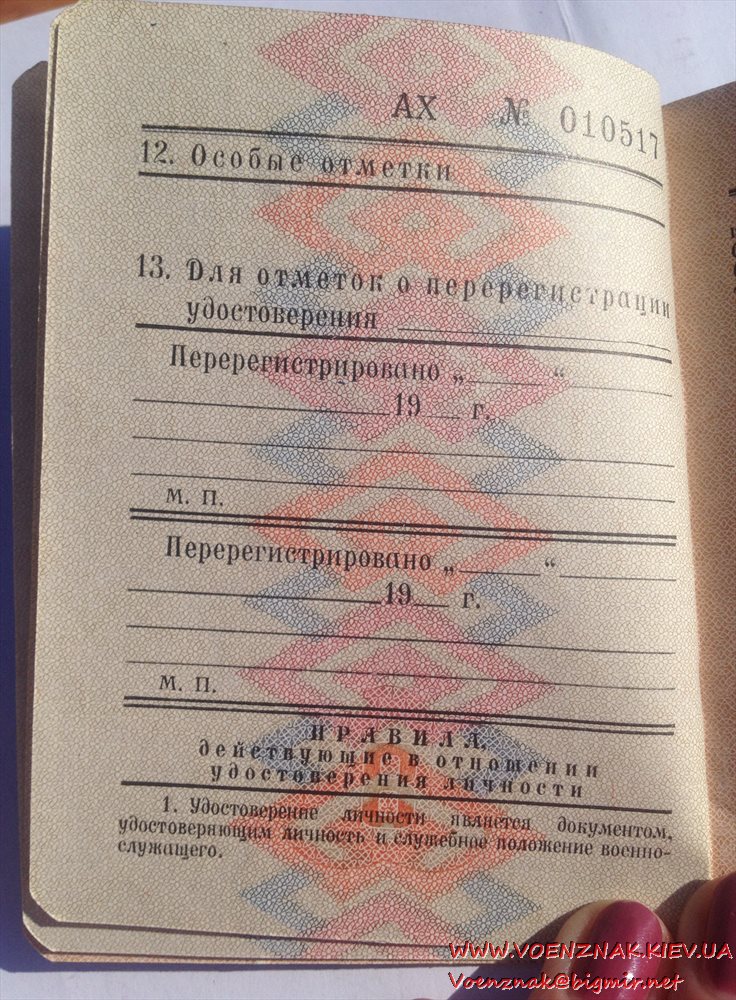 АХ № 010517
12. Особые отметки
13. Для отметок о перерегистрации
удостоверения
Перерегистрировано „ “
19 г.
М. П.
Перерегистрировано „ “
19 г.
М. П.
ПРАВИЛА,
действующие в отношении
удостоверения личности
1. Удостоверение личности является документом,
удостоверяющим личность и служебное положение военно-
служащего.
WWW.VOENZNAK.KIEV.UA
Voenznak@bigmir.net